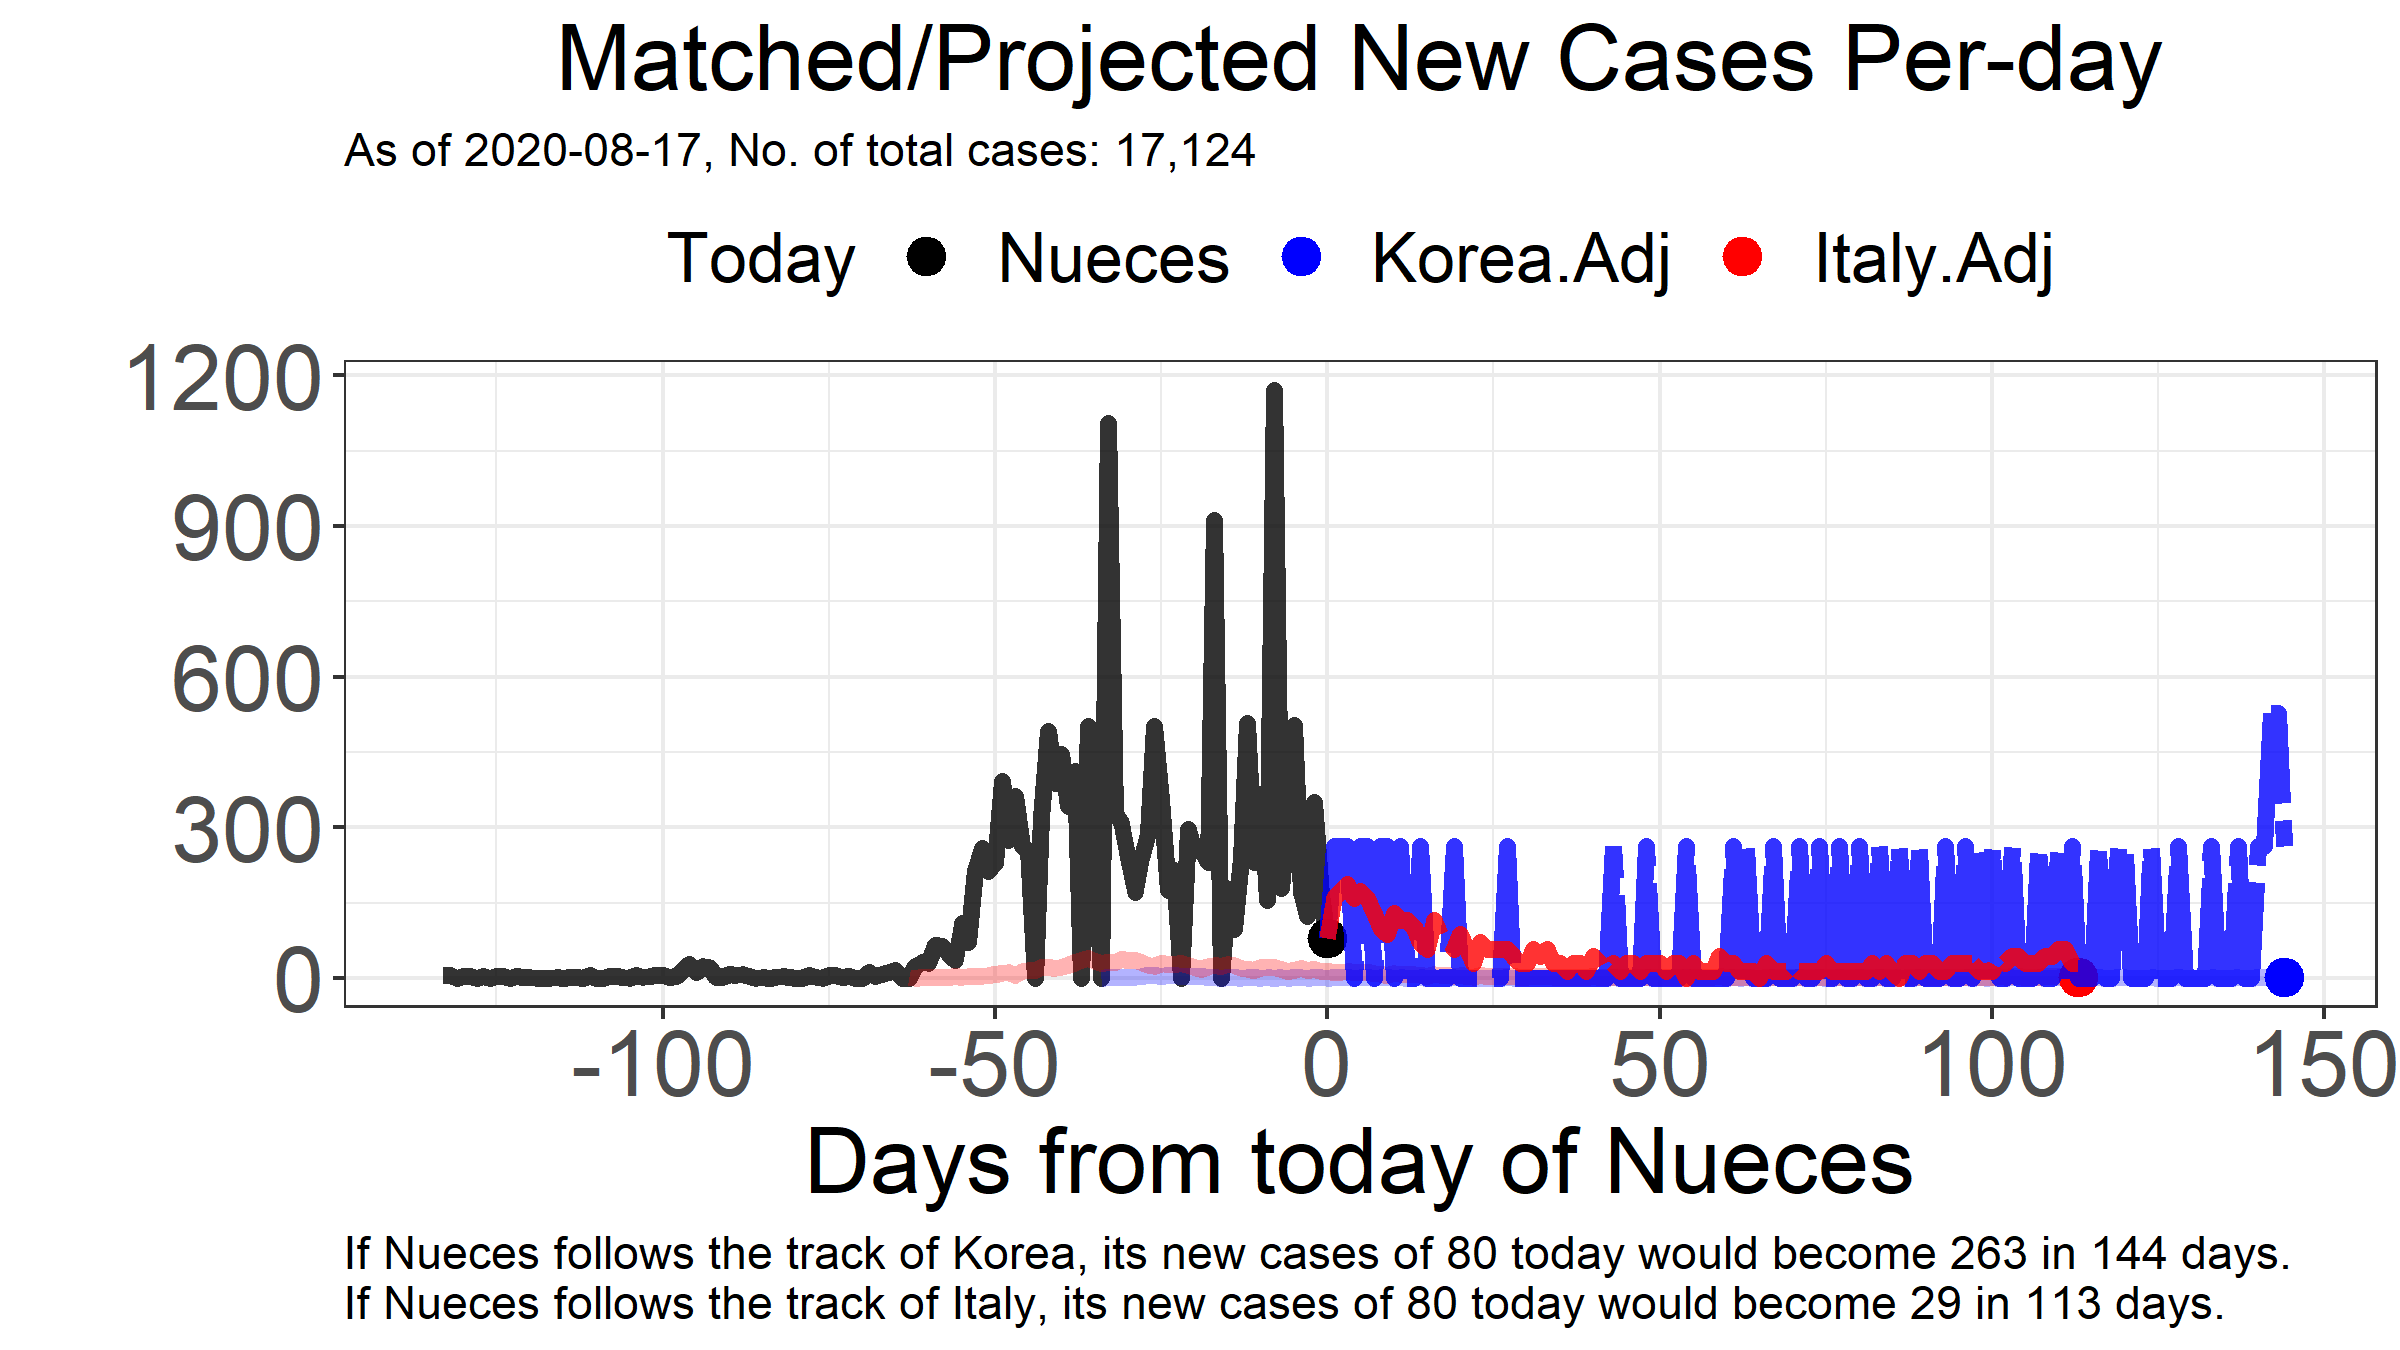 Matched/Projected New Cases Per-day
As of 2020-08-17, No. of total cases: 17,124
Today Nueces Korea.Adj Italy.Adj
1200
900
600
300
0
-100 -50 0 50 100 150
Days from today of Nueces
If Nueces follows the track of Korea, its new cases of 80 today would become 263 in 144 days.
If Nueces follows the track of Italy, its new cases of 80 today would become 29 in 113 days.